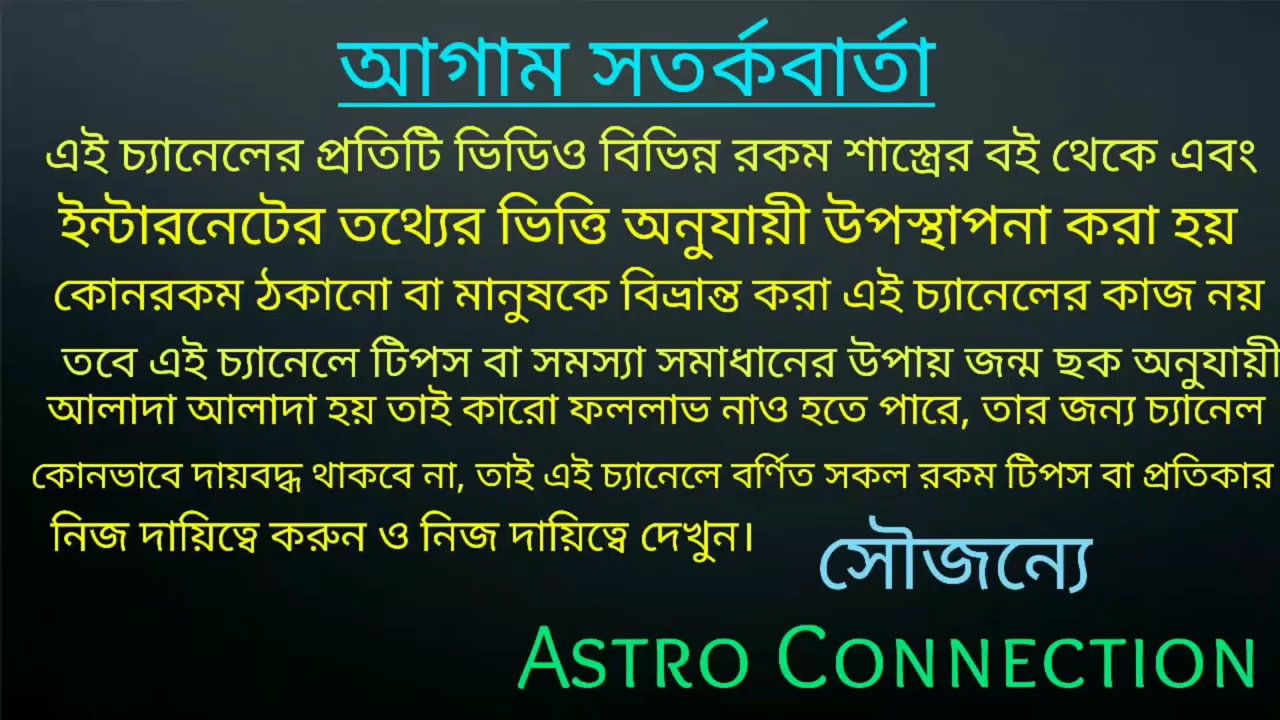 আগাম সতর্কবার্তা
এই চ্যানেলের প্রতিটি ভিডিও বিভিন্ন রকম শাস্ত্রের বই থেকে এবং
ইন্টারনেটের তথ্যের ভিত্তি অনুযায়ী উপস্থাপনা করা হয়
কোনরকম ঠকানো বা মানুষকে বিভ্রান্ত করা এই চ্যানেলের কাজ নয়
তবে এই চ্যানেলে টিপস বা সমস্যা সমাধানের উপায় জন্ম ছক অনুযায়ী
আলাদা আলাদা হয় তাই কারো ফললাভ নাও হতে পারে, তার জন্য চ্যানেল
কোনভাবে দায়বদ্ধ থাকবে না, তাই এই চ্যানেলে বর্ণিত সকল রকম টিপস বা প্রতিকার
নিজ দায়িত্বে করুন ও নিজ দায়িত্বে দেখুন।
সৌজন্যে
Astro Connection